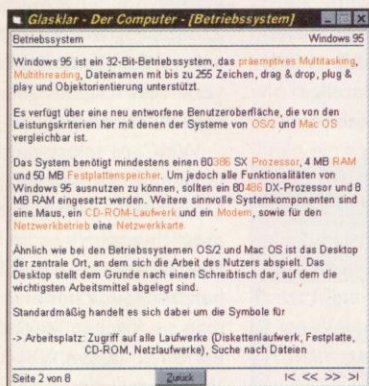 Glasklar - Der Computer - [Betriebssystem]
Betriebssystem Windows 95
Windows 95 ist ein 32-Bit-Betriebssystem, das präemptives Multitasking,
Multithreading, Dateinamen mit bis zu 255 Zeichen, drag & drop, plug &
play und Objektorientierung unterstützt.
Es verfügt über eine neu entworfene Benutzeroberfläche, die von den
Leistungskriterien her mit denen der Systeme von OS/2 und Mac OS
vergleichbar ist.
Das System benötigt mindestens einen 80386 SX Prozessor, 4 MB RAM
und 50 MB Festplattenspeicher. Um jedoch alle Funktionalitäten von
Windows 95 ausnutzen zu können, sollten ein 80486 DX-Prozessor und 8
MB RAM eingesetzt werden. Weitere sinnvolle Systemkomponenten sind
eine Maus, ein CD-ROM-Laufwerk und ein Modem, sowie für den
Netzwerkbetrieb eine Netzwerkkarte.
Ähnlich wie bei den Betriebssystemen OS/2 und Mac OS ist das Desktop
der zentrale Ort, an dem sich die Arbeit des Nutzers abspielt. Das
Desktop stellt dem Grunde nach einen Schreibtisch dar, auf dem die
wichtigsten Arbeitsmittel abgelegt sind.
Standardmäßig handelt es sich dabei um die Symbole für
-> Arbeitsplatz: Zugriff auf alle Laufwerke (Diskettenlaufwerk, Festplatte,
CD-ROM, Netzlaufwerke), Suche nach Dateien
Seite 2 von 8 Zurück |< << >> >|